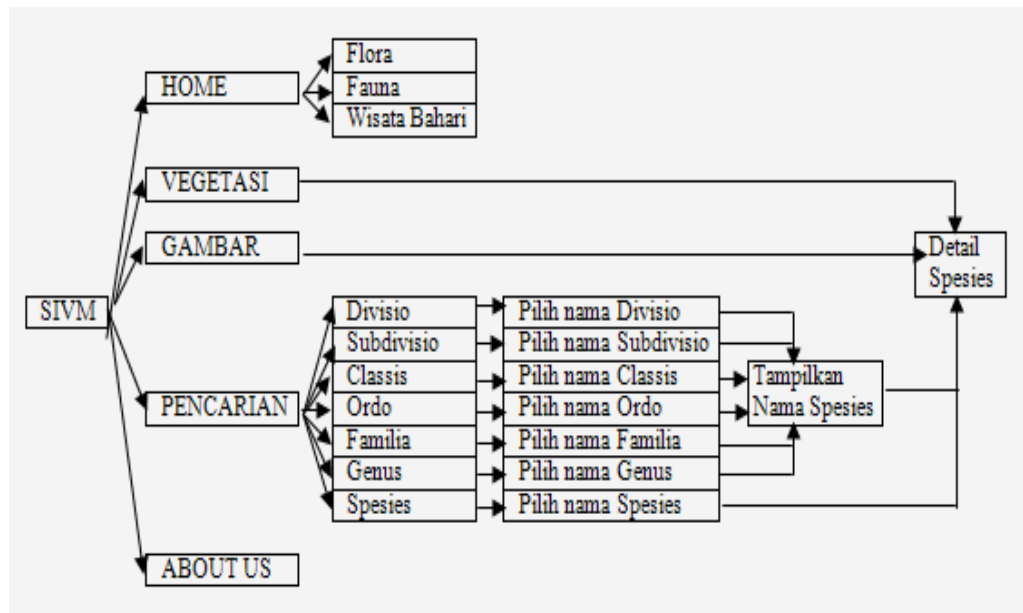 HOME
Flora
Fauna
Wisata Bahari
VEGETASI
GAMBAR
Detail
Spesies
SIVM
PENCARIAN
Divisio
Subdivisio
Classis
Ordo
Familia
Genus
Spesies
Pilih nama Divisio
Pilih nama Subdivisio
Pilih nama Classis
Pilih nama Ordo
Pilih nama Familia
Pilih nama Genus
Pilih nama Spesies
Tampilkan
Nama Spesies
ABOUT US